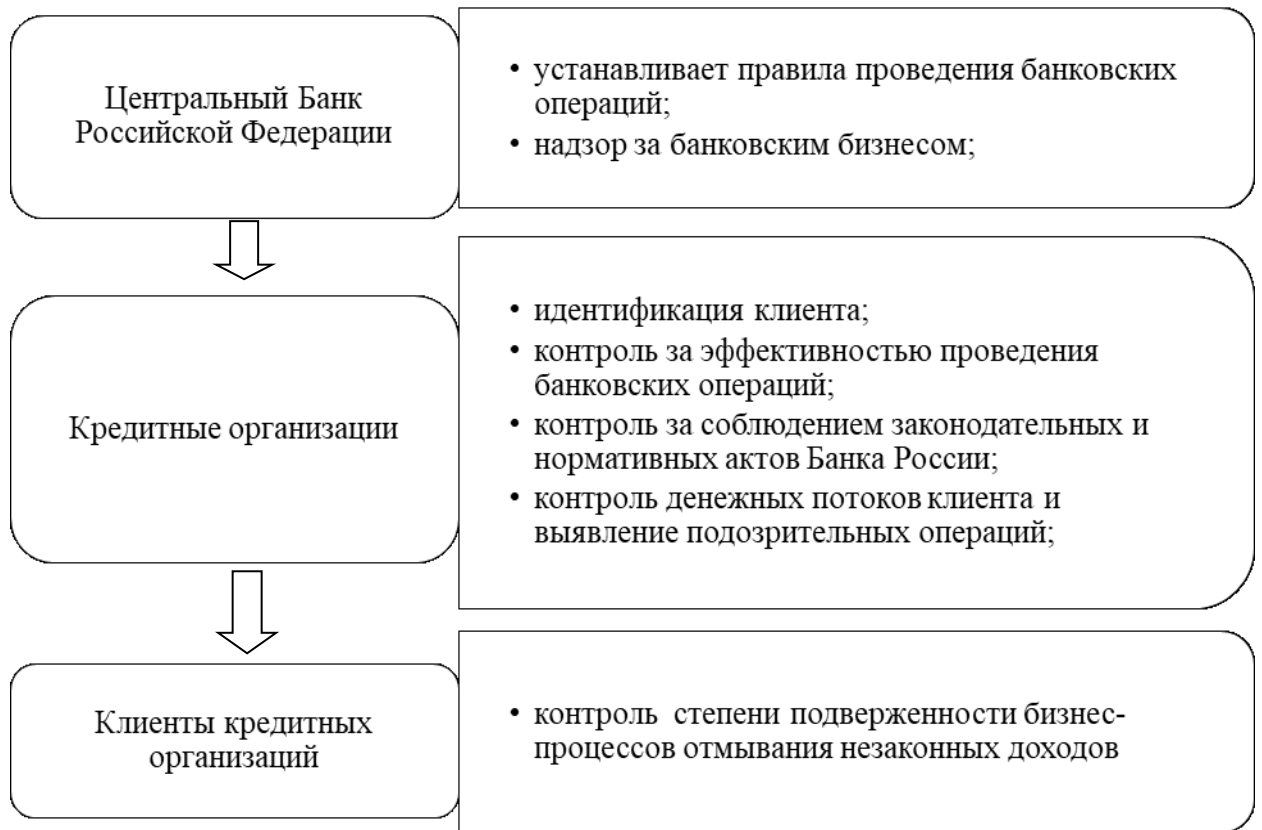 Центральный Банк
Российской Федерации
• устанавливает правила проведения банковских
операций;
• надзор за банковским бизнесом;
Кредитные организации
• идентификация клиента;
• контроль за эффективностью проведения
банковских операций;
• контроль за соблюдением законодательных и
нормативных актов Банка России;
• контроль денежных потоков клиента и
выявление подозрительных операций;
Клиенты кредитных
организаций
• контроль степени подверженности бизнес-
процессов отмывания незаконных доходов